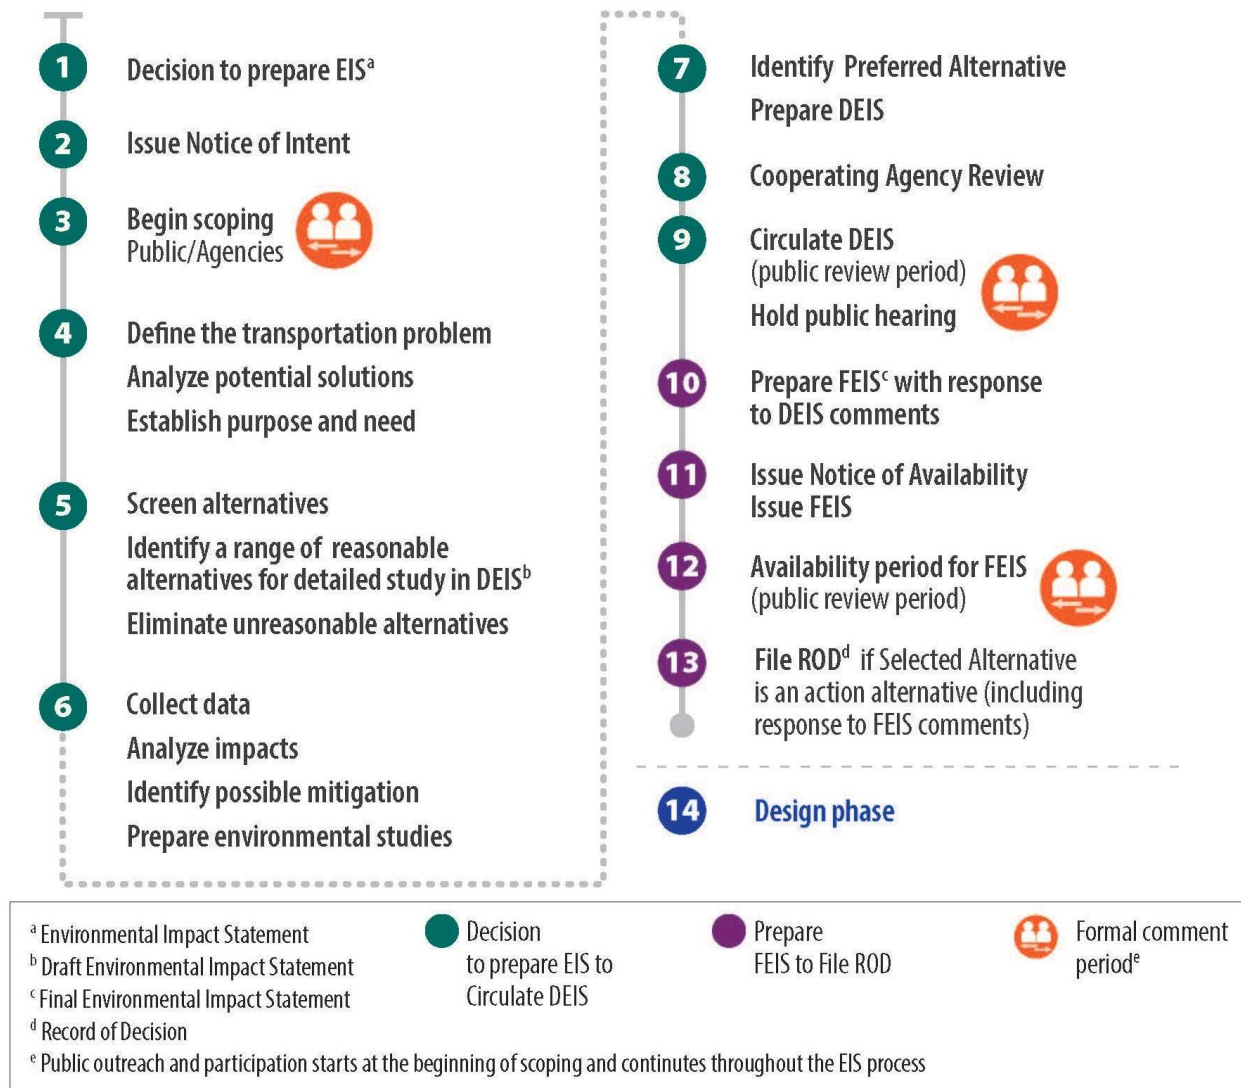 1 Decision to prepare EISᵃ
2 Issue Notice of Intent
3 Begin scoping
Public/Agencies
4 Define the transportation problem
Analyze potential solutions
Establish purpose and need
5 Screen alternatives
Identify a range of reasonable
alternatives for detailed study in DEISᵇ
Eliminate unreasonable alternatives
6 Collect data
Analyze impacts
Identify possible mitigation
Prepare environmental studies
7 Identify Preferred Alternative
Prepare DEIS
8 Cooperating Agency Review
9 Circulate DEIS
(public review period)
Hold public hearing
10 Prepare FEISᶜ with response
to DEIS comments
11 Issue Notice of Availability
Issue FEIS
12 Availability period for FEIS
(public review period)
13 File RODᵈ if Selected Alternative
is an action alternative (including
response to FEIS comments)
14 Design phase
ᵃ Environmental Impact Statement
ᵇ Draft Environmental Impact Statement
ᶜ Final Environmental Impact Statement
ᵈ Record of Decision
ᵉ Public outreach and participation starts at the beginning of scoping and continutes throughout the EIS process
Decision
to prepare EIS to
Circulate DEIS
Prepare
FEIS to File ROD
Formal comment
periodᵉ